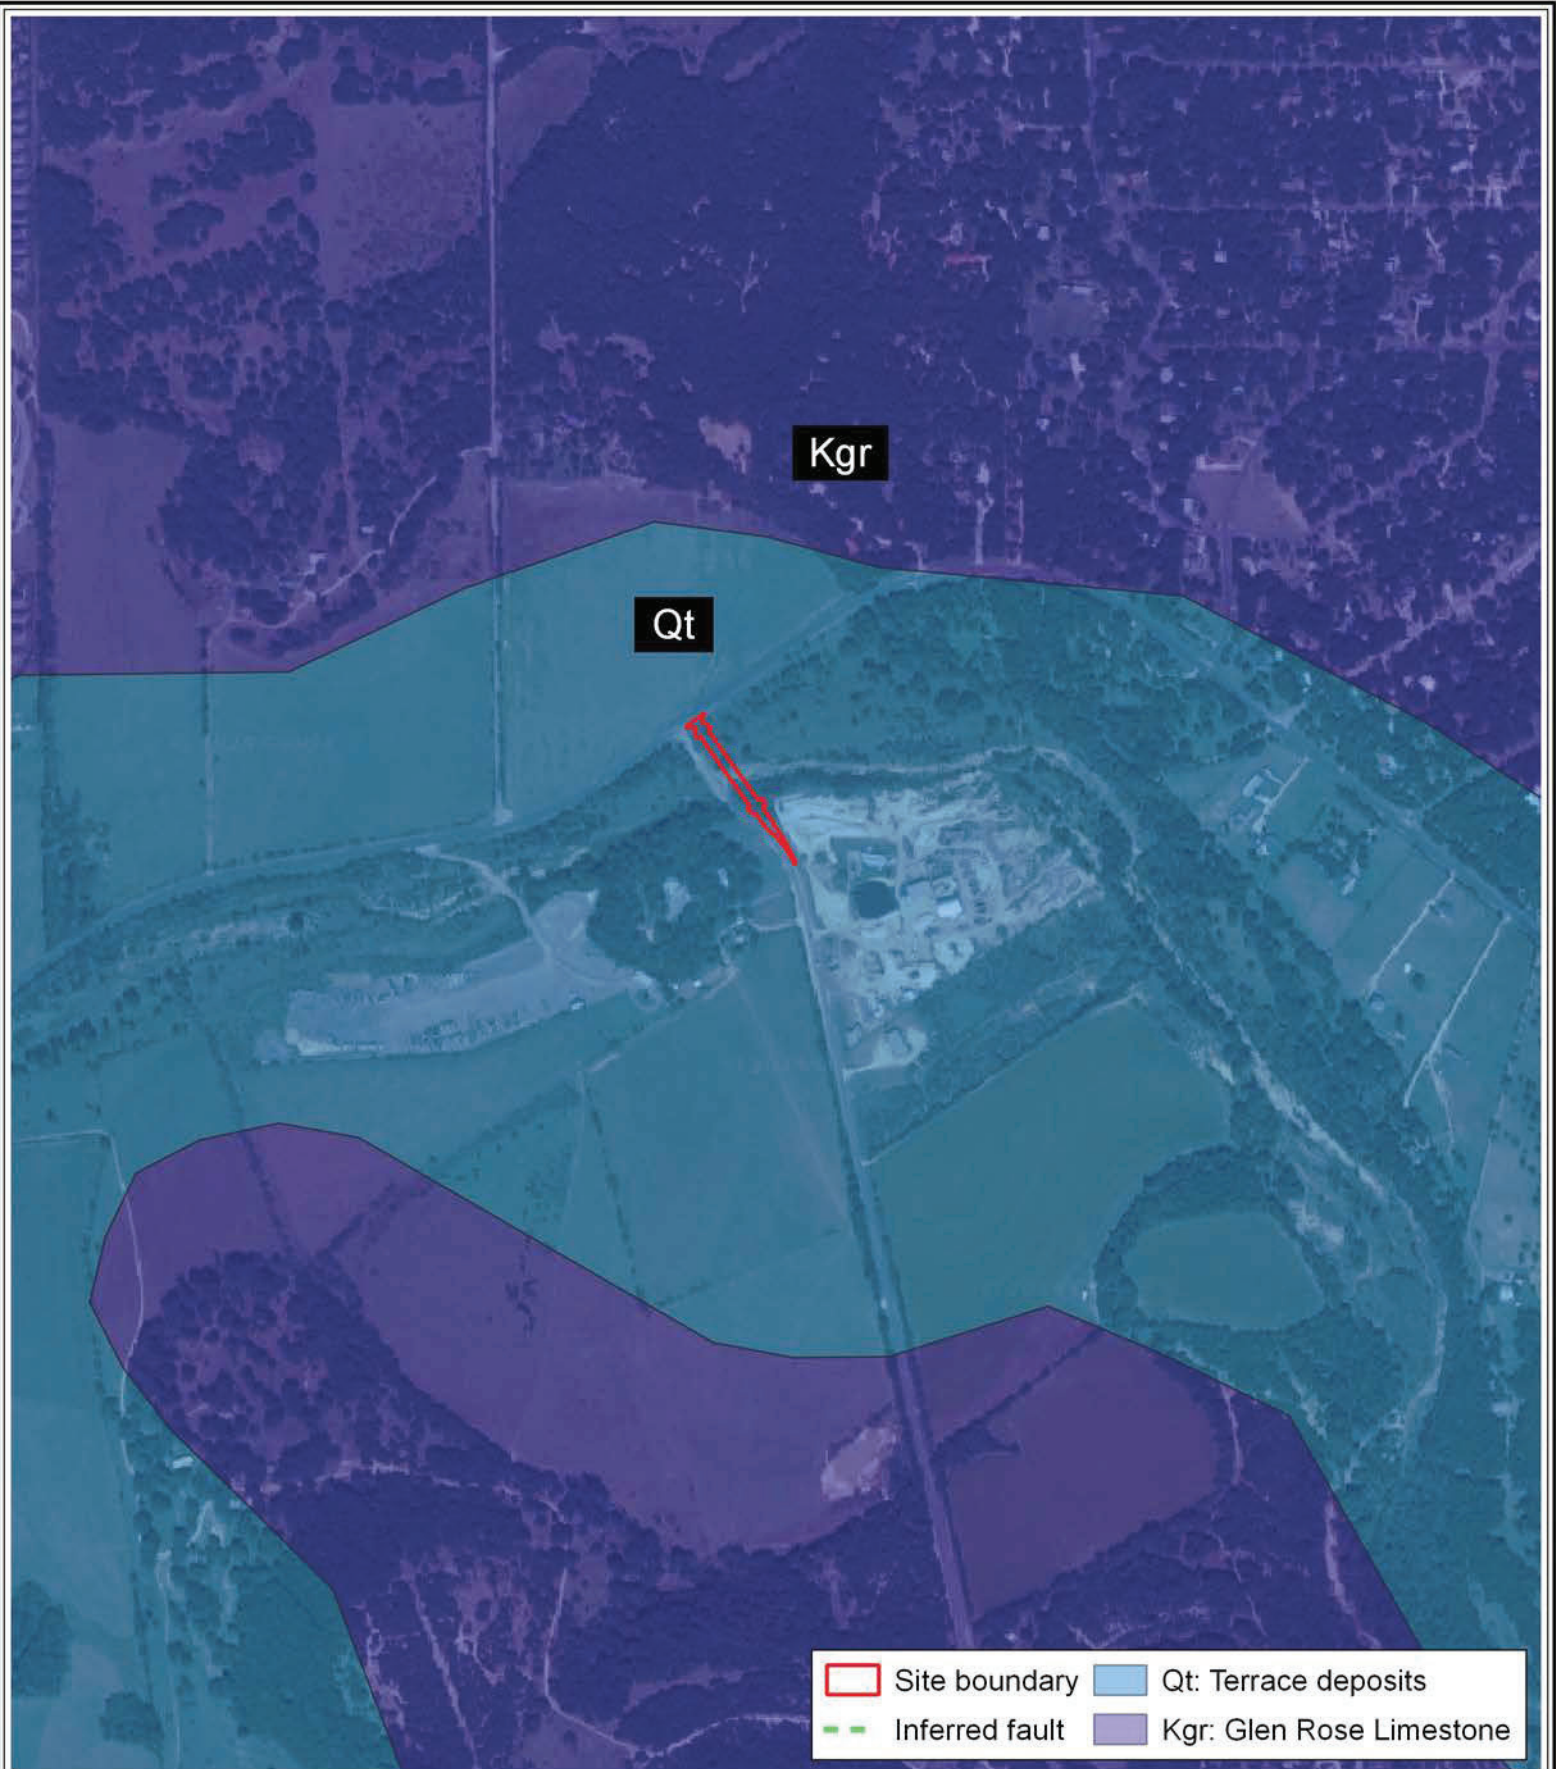 Kgr
Qt
Site boundary
Qt: Terrace deposits
Inferred fault
Kgr: Glen Rose Limestone